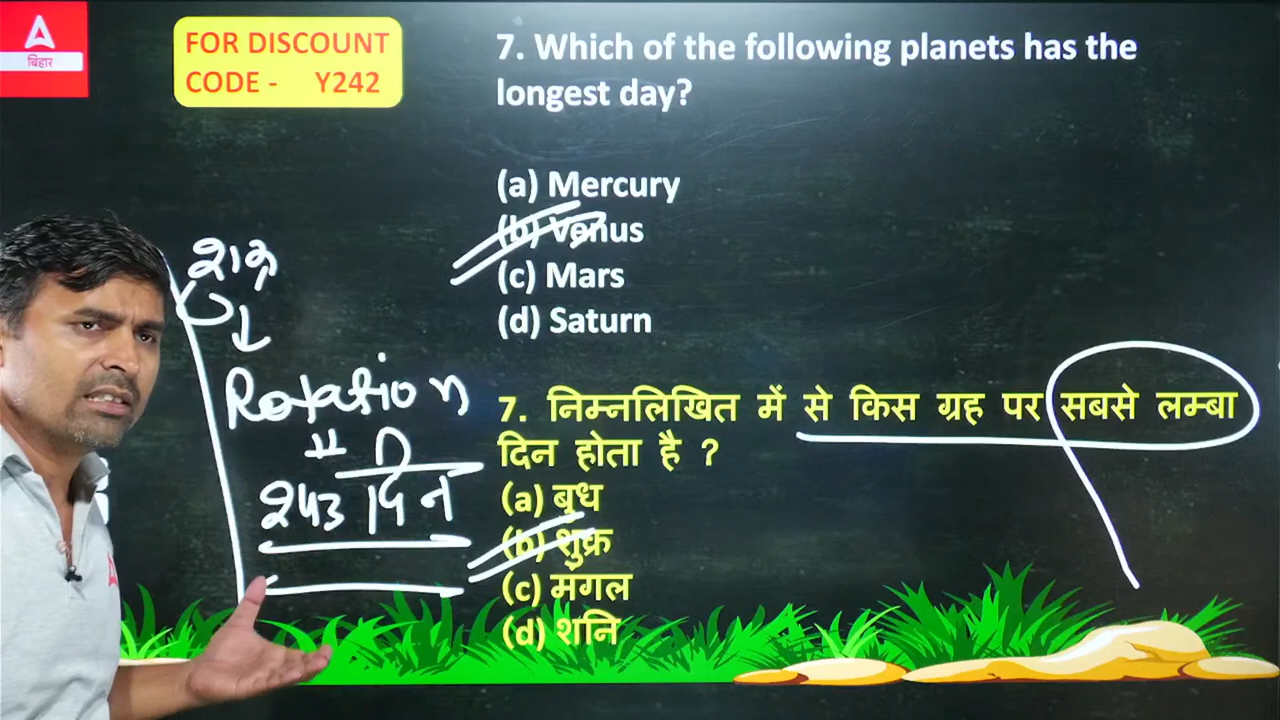 बिहार
FOR DISCOUNT
CODE - Y242
7. Which of the following planets has the
longest day?
(a) Mercury
(b) Venus
(c) Mars
(d) Saturn
शुक्र
Rotation
243 दिन
7. निम्नलिखित में से किस ग्रह पर सबसे लम्बा
दिन होता है ?
(a) बुध
(b) शुक्र
(c) मंगल
(d) शनि